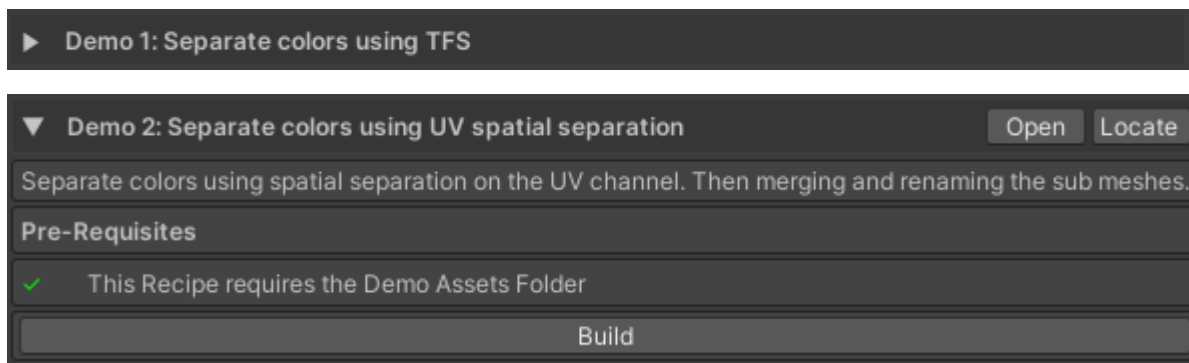 Demo 1: Separate colors using TFS
Demo 2: Separate colors using UV spatial separation Open Locate
Separate colors using spatial separation on the UV channel. Then merging and renaming the sub meshes.
Pre-Requisites
This Recipe requires the Demo Assets Folder
Build